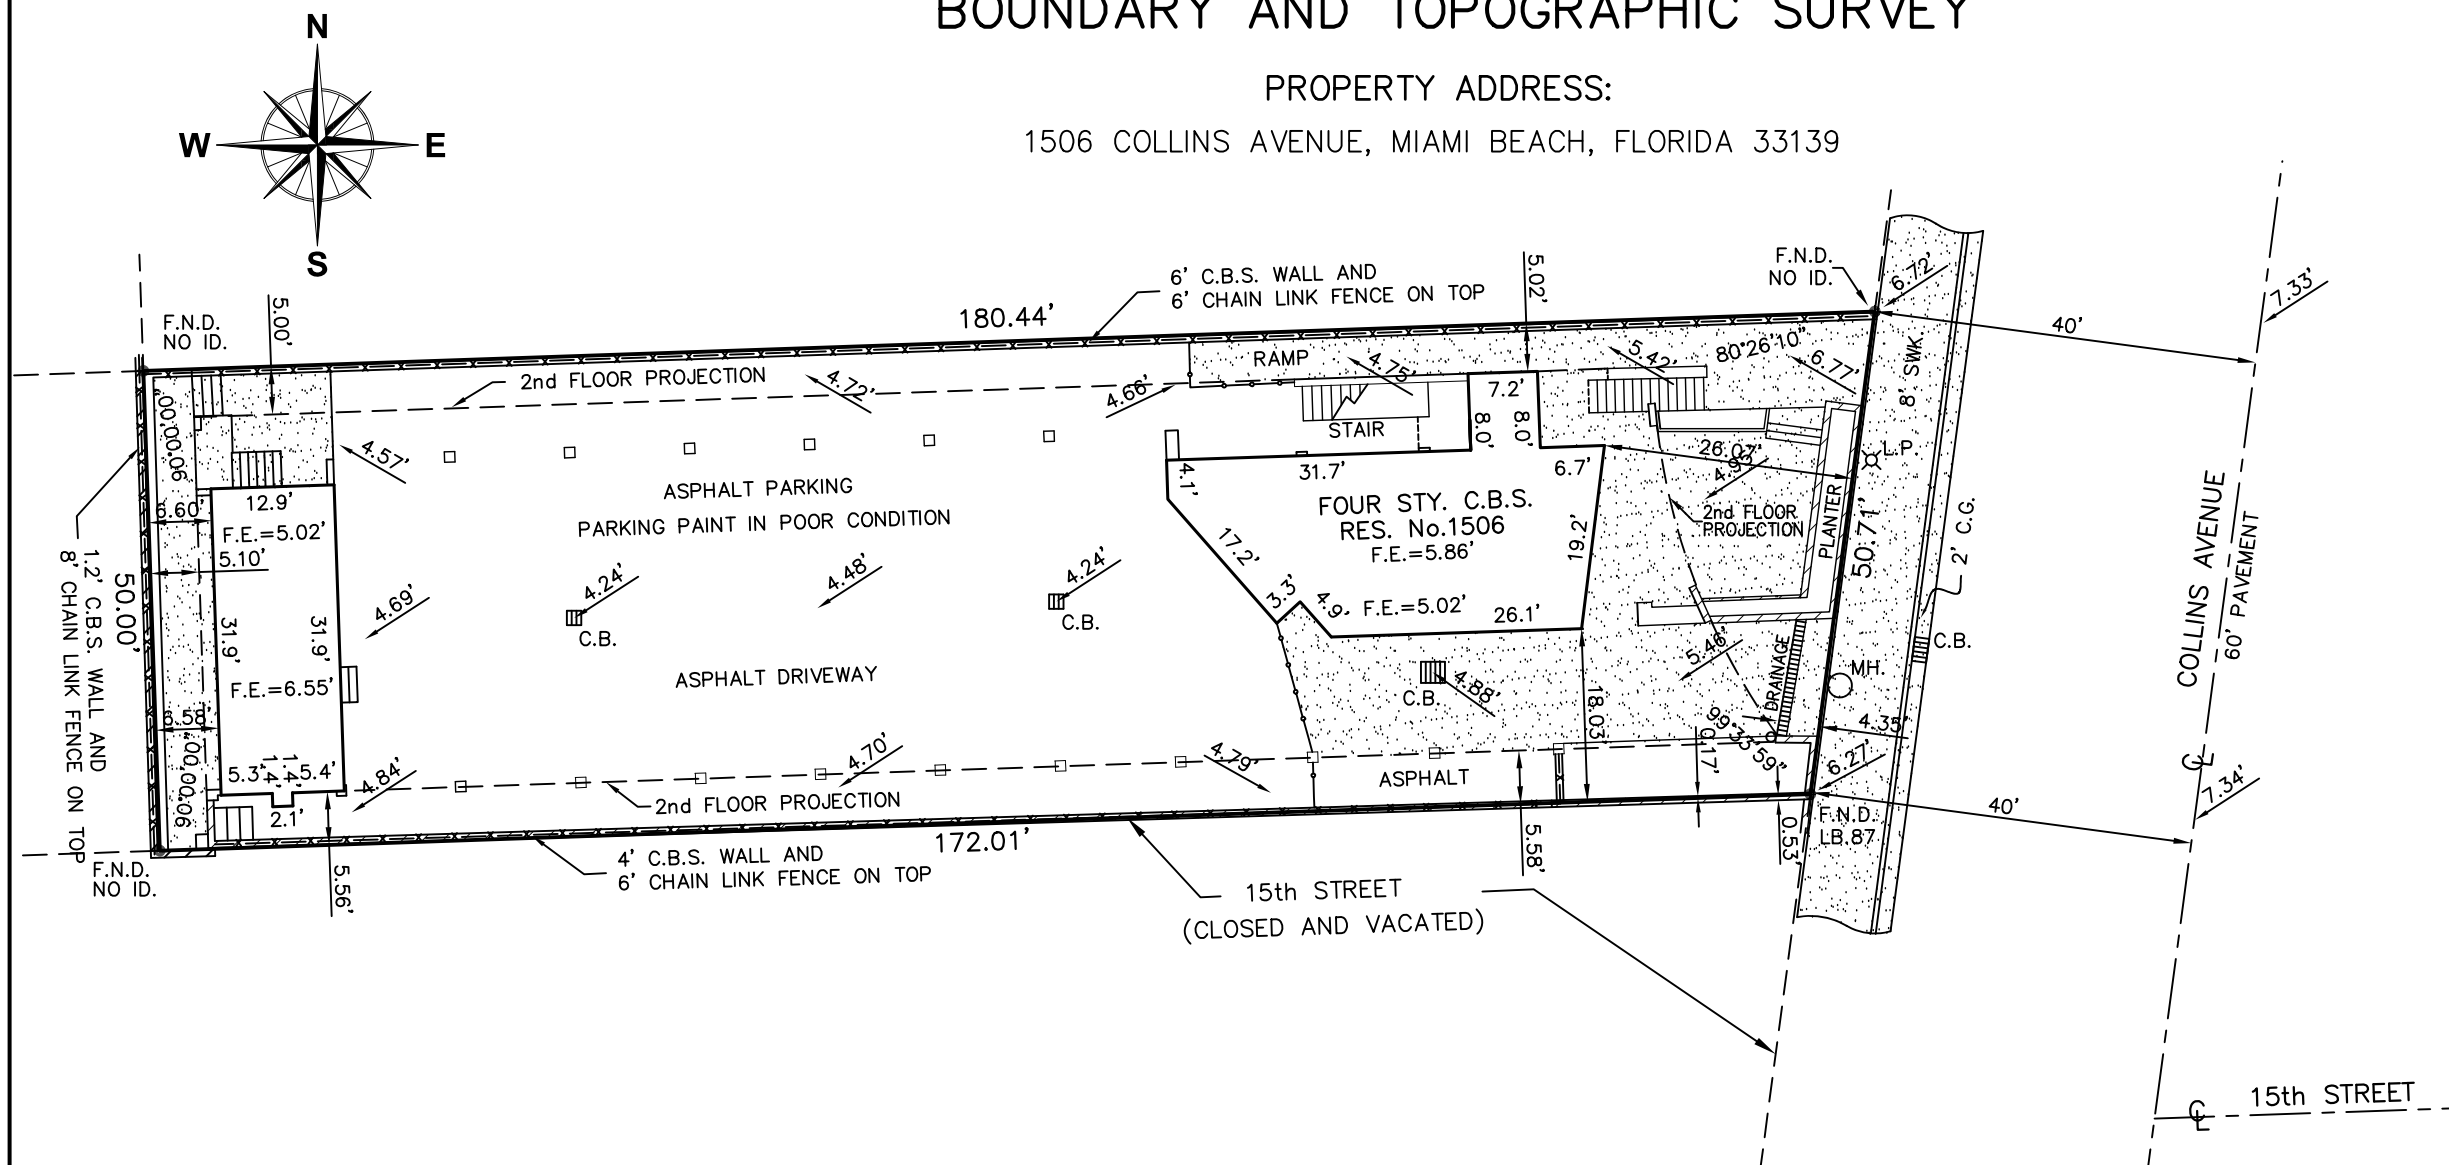 BOUNDARY AND TOPOGRAPHIC SURVEY
PROPERTY ADDRESS:
1506 COLLINS AVENUE, MIAMI BEACH, FLORIDA 33139
N
W
E
S
F.N.D.
NO ID.
5.00'
180.44'
6' C.B.S. WALL AND
6' CHAIN LINK FENCE ON TOP
5.02'
F.N.D.
NO ID.
6.72'
7.33'
40'
2nd FLOOR PROJECTION
4.72'
4.66'
RAMP
4.75'
5.42'
80°26'10"
6.77'
8' SWK.
90°00'00"
4.57'
STAIR
7.2'
8.0'
8.0'
26.07'
4.93'
L.P.
4.1'
31.7'
6.7'
12.9'
6.60'
F.E.=5.02'
5.10'
ASPHALT PARKING
PARKING PAINT IN POOR CONDITION
FOUR STY. C.B.S.
RES. No.1506
F.E.=5.86'
19.2'
2nd FLOOR
PROJECTION
PLANTER
50.71'
2' C.G.
COLLINS AVENUE
60' PAVEMENT
17.2'
3.3'
4.9'
F.E.=5.02'
26.1'
1.2' C.B.S. WALL AND
8' CHAIN LINK FENCE ON TOP
50.00'
4.69'
4.24'
C.B.
4.48'
4.24'
C.B.
31.9'
31.9'
F.E.=6.55'
ASPHALT DRIVEWAY
5.46'
DRAINAGE
MH.
C.B.
C.B.
4.88'
18.03'
6.58'
90°00'00"
5.3'
1.4'
1.4'
5.4'
2.1'
4.84'
4.70'
4.79'
ASPHALT
0.17'
99°33'59"
4.35'
6.27'
7.34'
40'
2nd FLOOR PROJECTION
172.01'
5.56'
5.58'
0.53'
F.N.D.
LB.87
F.N.D.
NO ID.
4' C.B.S. WALL AND
6' CHAIN LINK FENCE ON TOP
15th STREET
(CLOSED AND VACATED)
15th STREET